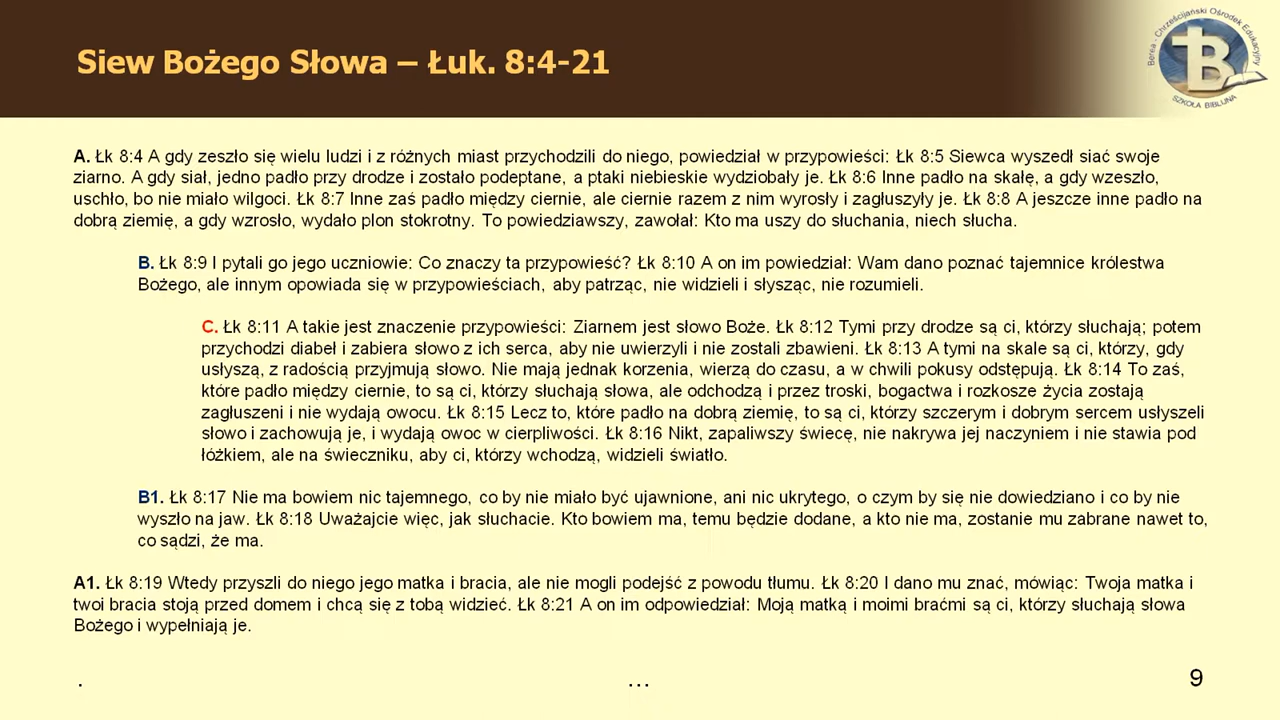 Siew Bożego Słowa – Łuk. 8:4-21
Berea - Chrześcijański Ośrodek Edukacyjny
B
SZKOŁA BIBLIJNA
A. Łk 8:4 A gdy zeszło się wielu ludzi i z różnych miast przychodzili do niego, powiedział w przypowieści: Łk 8:5 Siewca wyszedł siać swoje
ziarno. A gdy siał, jedno padło przy drodze i zostało podeptane, a ptaki niebieskie wydziobały je. Łk 8:6 Inne padło na skałę, a gdy wzeszło,
uschło, bo nie miało wilgoci. Łk 8:7 Inne zaś padło między ciernie, ale ciernie razem z nim wyrosły i zagłuszyły je. Łk 8:8 A jeszcze inne padło na
dobrą ziemię, a gdy wzrosło, wydało plon stokrotny. To powiedziawszy, zawołał: Kto ma uszy do słuchania, niech słucha.
B. Łk 8:9 I pytali go jego uczniowie: Co znaczy ta przypowieść? Łk 8:10 A on im powiedział: Wam dano poznać tajemnice królestwa
Bożego, ale innym opowiada się w przypowieściach, aby patrząc, nie widzieli i słysząc, nie rozumieli.
C. Łk 8:11 A takie jest znaczenie przypowieści: Ziarnem jest słowo Boże. Łk 8:12 Tymi przy drodze są ci, którzy słuchają; potem
przychodzi diabeł i zabiera słowo z ich serca, aby nie uwierzyli i nie zostali zbawieni. Łk 8:13 A tymi na skale są ci, którzy, gdy
usłyszą, z radością przyjmują słowo. Nie mają jednak korzenia, wierzą do czasu, a w chwili pokusy odstępują. Łk 8:14 To zaś,
które padło między ciernie, to są ci, którzy słuchają słowa, ale odchodzą i przez troski, bogactwa i rozkosze życia zostają
zagłuszeni i nie wydają owocu. Łk 8:15 Lecz to, które padło na dobrą ziemię, to są ci, którzy szczerym i dobrym sercem usłyszeli
słowo i zachowują je, i wydają owoc w cierpliwości. Łk 8:16 Nikt, zapaliwszy świecę, nie nakrywa jej naczyniem i nie stawia pod
łóżkiem, ale na świeczniku, aby ci, którzy wchodzą, widzieli światło.
B1. Łk 8:17 Nie ma bowiem nic tajemnego, co by nie miało być ujawnione, ani nic ukrytego, o czym by się nie dowiedziano i co by nie
wyszło na jaw. Łk 8:18 Uważajcie więc, jak słuchacie. Kto bowiem ma, temu będzie dodane, a kto nie ma, zostanie mu zabrane nawet to,
co sądzi, że ma.
A1. Łk 8:19 Wtedy przyszli do niego jego matka i bracia, ale nie mogli podejść z powodu tłumu. Łk 8:20 I dano mu znać, mówiąc: Twoja matka i
twoi bracia stoją przed domem i chcą się z tobą widzieć. Łk 8:21 A on im odpowiedział: Moją matką i moimi braćmi są ci, którzy słuchają słowa
Bożego i wypełniają je.
. ... 9